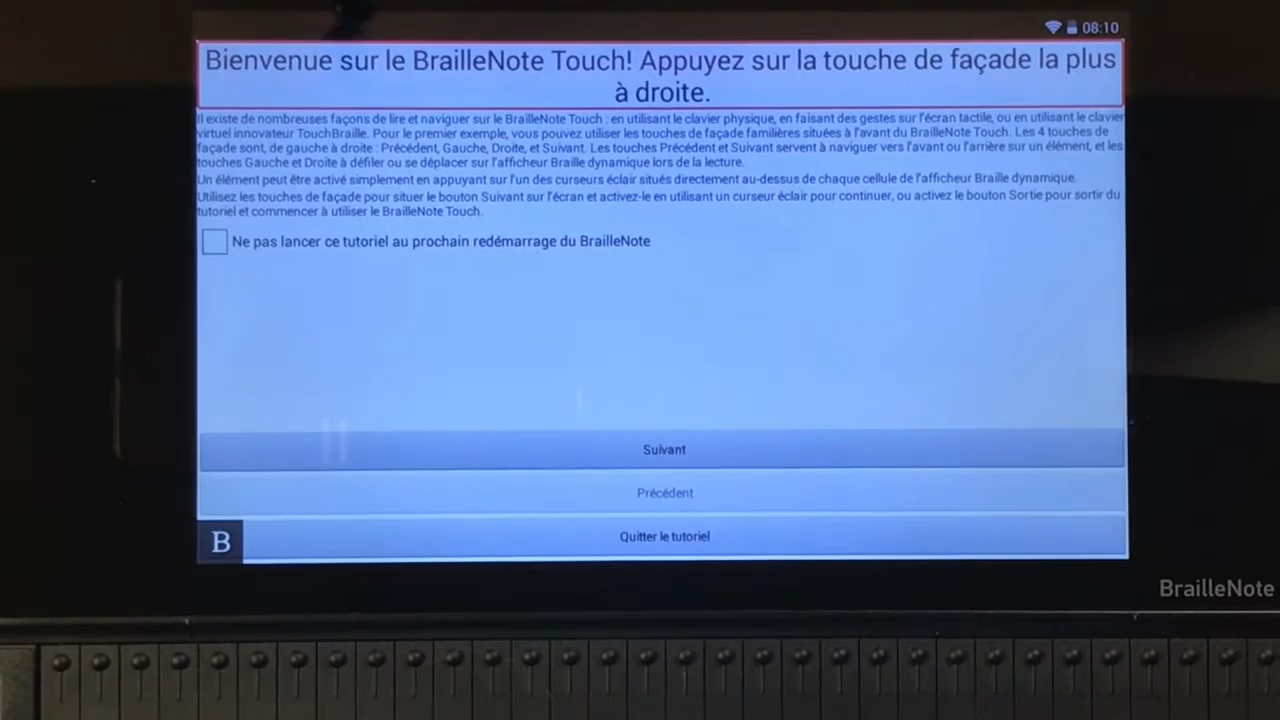 08:10
Bienvenue sur le BrailleNote Touch! Appuyez sur la touche de façade la plus
à droite.
Il existe de nombreuses façons de lire et naviguer sur le BrailleNote Touch : en utilisant le clavier physique, en faisant des gestes sur l'écran tactile, ou en utilisant le clavier
virtuel innovateur TouchBraille. Pour le premier exemple, vous pouvez utiliser les touches de façade familières situées à l'avant du BrailleNote Touch. Les 4 touches de
façade sont, de gauche à droite : Précédent, Gauche, Droite, et Suivant. Les touches Précédent et Suivant servent à naviguer vers l'avant ou l'arrière sur un élément, et les
touches Gauche et Droite à défiler ou se déplacer sur l'afficheur Braille dynamique lors de la lecture.
Un élément peut être activé simplement en appuyant sur l'un des curseurs éclair situés directement au-dessus de chaque cellule de l'afficheur Braille dynamique.
Utilisez les touches de façade pour situer le bouton Suivant sur l'écran et activez-le en utilisant un curseur éclair pour continuer, ou activez le bouton Sortie pour sortir du
tutoriel et commencer à utiliser le BrailleNote Touch.
Ne pas lancer ce tutoriel au prochain redémarrage du BrailleNote
Suivant
Précédent
B
Quitter le tutoriel
BrailleNote